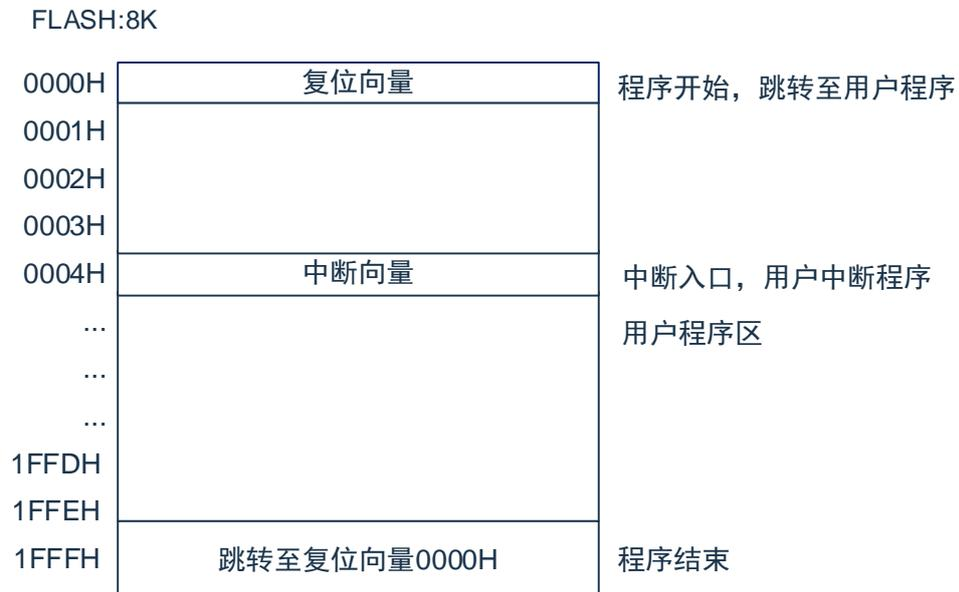 FLASH:8K
0000H 复位向量 程序开始，跳转至用户程序
0001H
0002H
0003H
0004H 中断向量 中断入口，用户中断程序
... 用户程序区
...
...
1FFDH
1FFEH
1FFFH 跳转至复位向量0000H 程序结束